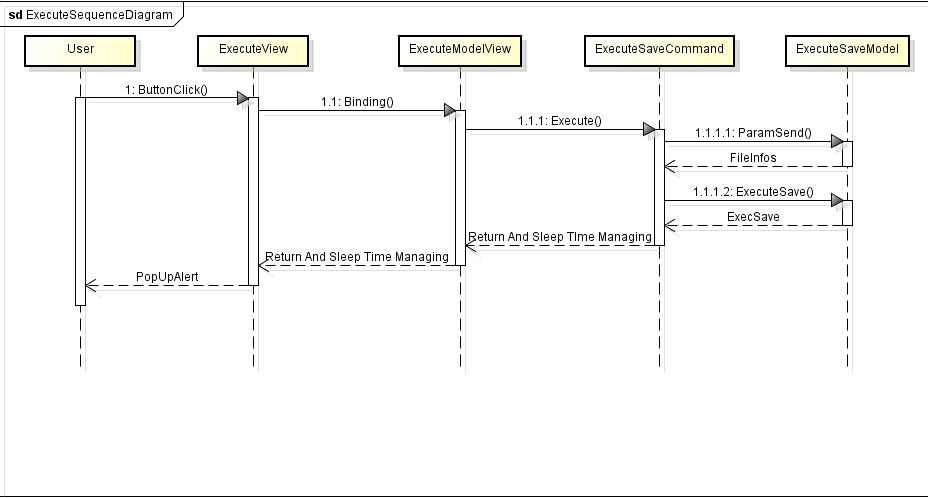 sd ExecuteSequenceDiagram
User
ExecuteView
ExecuteModelView
ExecuteSaveCommand
ExecuteSaveModel
1: ButtonClick()
1.1: Binding()
1.1.1: Execute()
1.1.1.1: ParamSend()
FileInfos
1.1.1.2: ExecuteSave()
ExecSave
Return And Sleep TIme Managing
Return And Sleep Time Managing
PopUpAlert